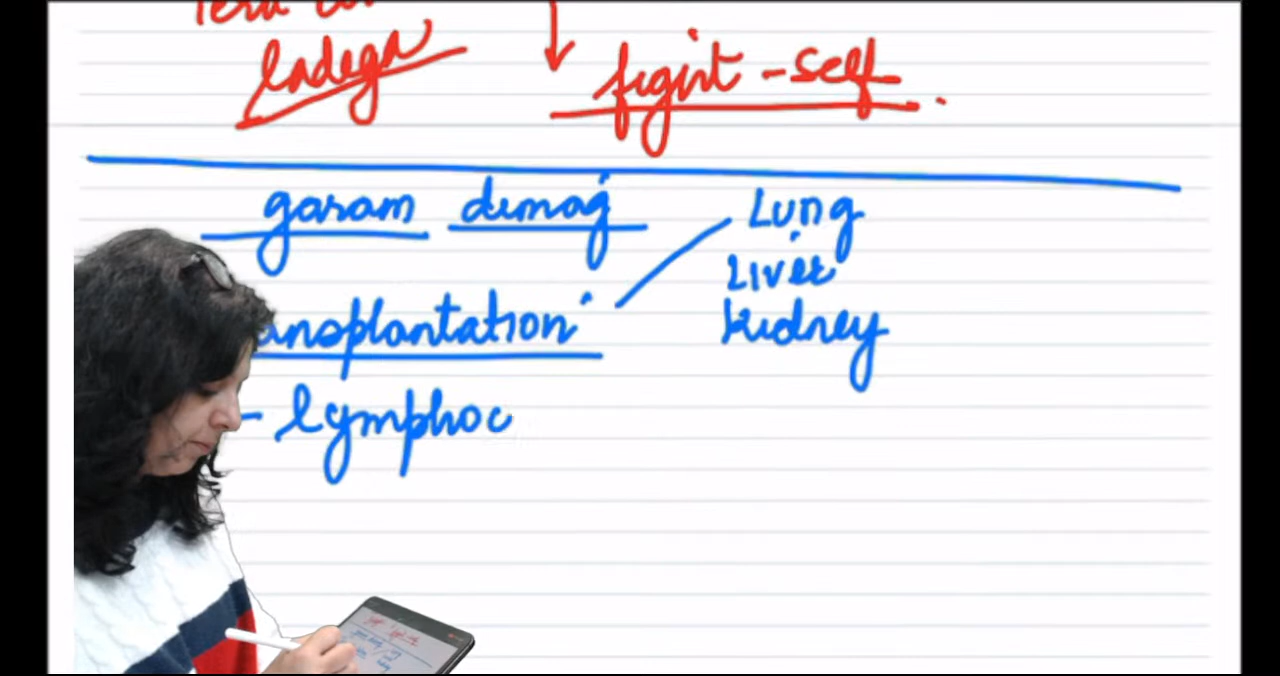 ladega
fight - self.
garam dimag
Lung
Liver
ansplantation
kidney
- lymphoc